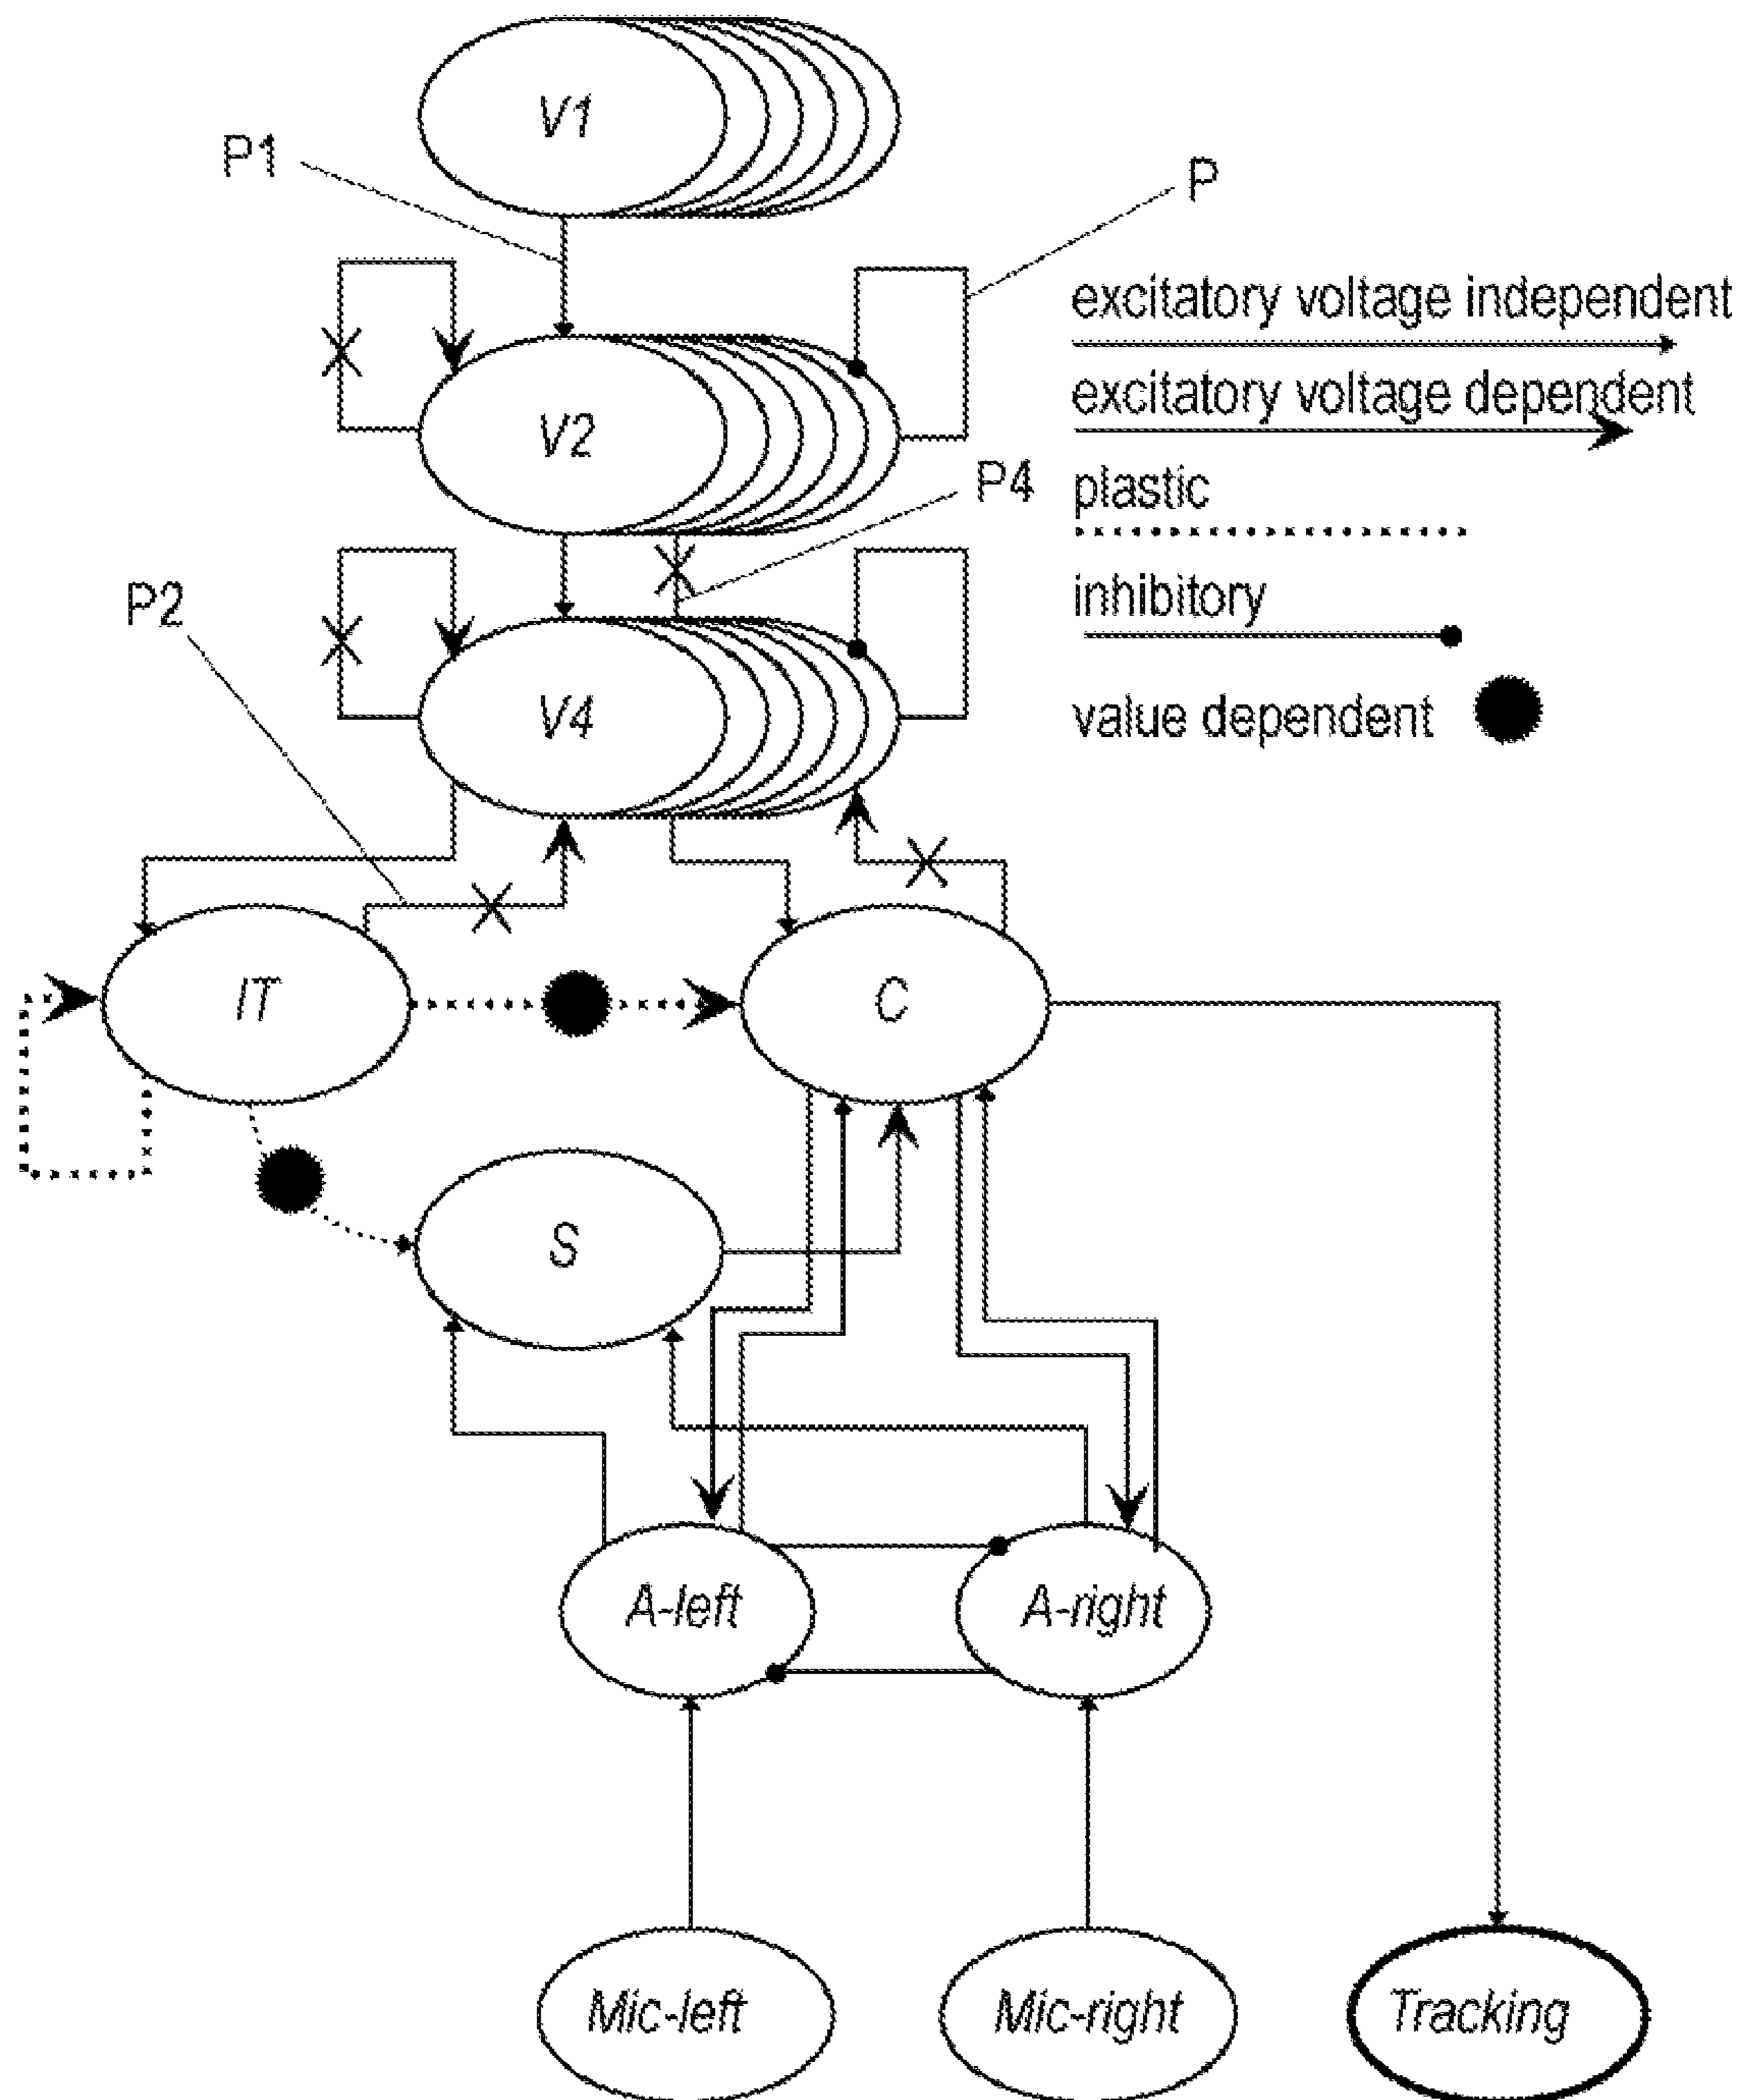 V1
P1
P
excitatory voltage independent
excitatory voltage dependent
V2
P4
plastic
P2
inhibitory
V4
value dependent
IT
C
S
A-left
A-right
Mic-left
Mic-right
Tracking